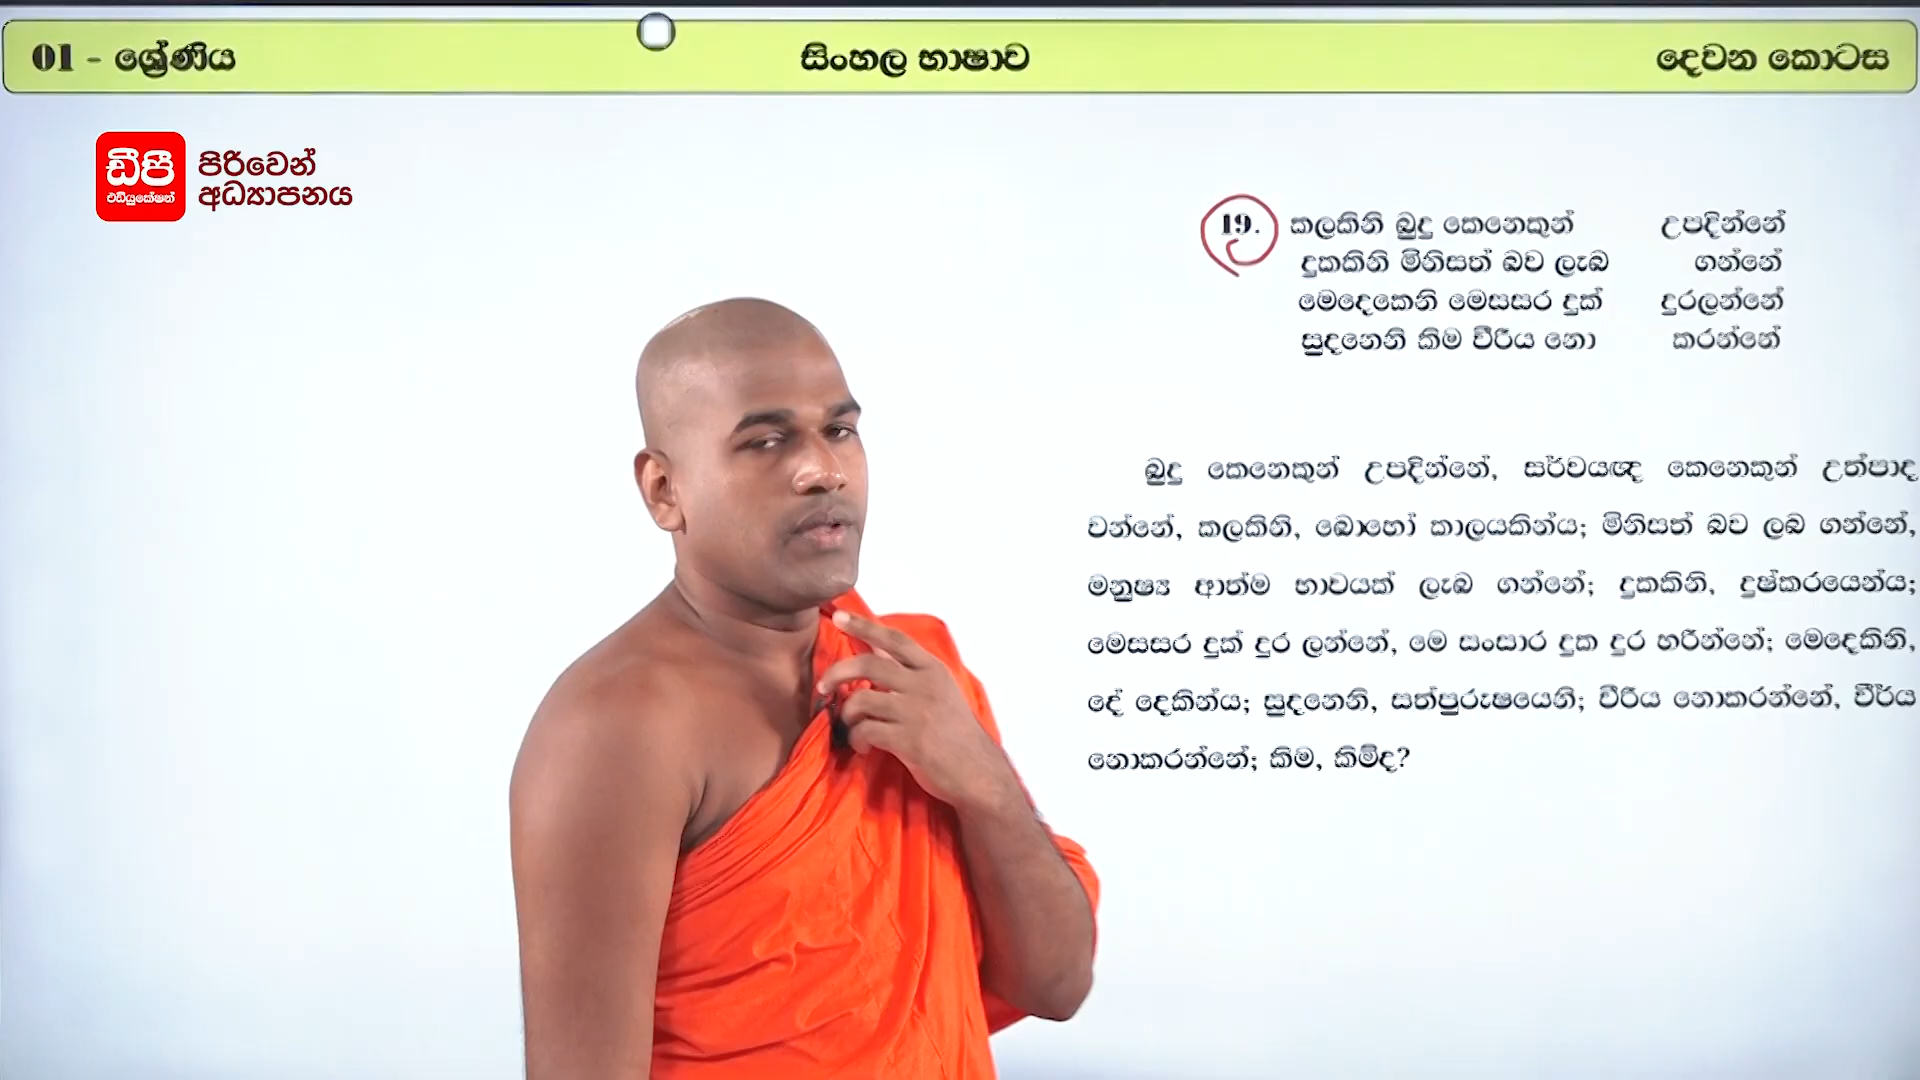 01 - ශ්‍රේණිය සිංහල භාෂාව දෙවන කොටස
ඩීපී
එඩියුකේෂන්
පිරිවෙන්
අධ්‍යාපනය
19. කලකිනි බුදු කෙනෙකුන් උපදින්නේ
දුකකිනි මිනිසත් බව ලැබ ගන්නේ
මෙදෙකෙනි මෙසසර දුක් දුරලන්නේ
සුදනෙනි කිම වීරිය නො කරන්නේ
බුදු කෙනෙකුන් උපදින්නේ, සර්වයඥ කෙනෙකුන් උත්පාද
වන්නේ, කලකිනි, බොහෝ කාලයකින්ය; මිනිසත් බව ලබ ගන්නේ,
මනුෂ්‍ය ආත්ම භාවයක් ලැබ ගන්නේ; දුකකිනි, දුෂ්කරයෙන්ය;
මෙසසර දුක් දුර ලන්නේ, මෙ සංසාර දුක දුර හරින්නේ; මෙදෙකිනි,
දේ දෙකින්ය; සුදනෙනි, සත්පුරුෂයෙනි; වීරිය නොකරන්නේ, වීර්ය
නොකරන්නේ; කිම, කිමිද?